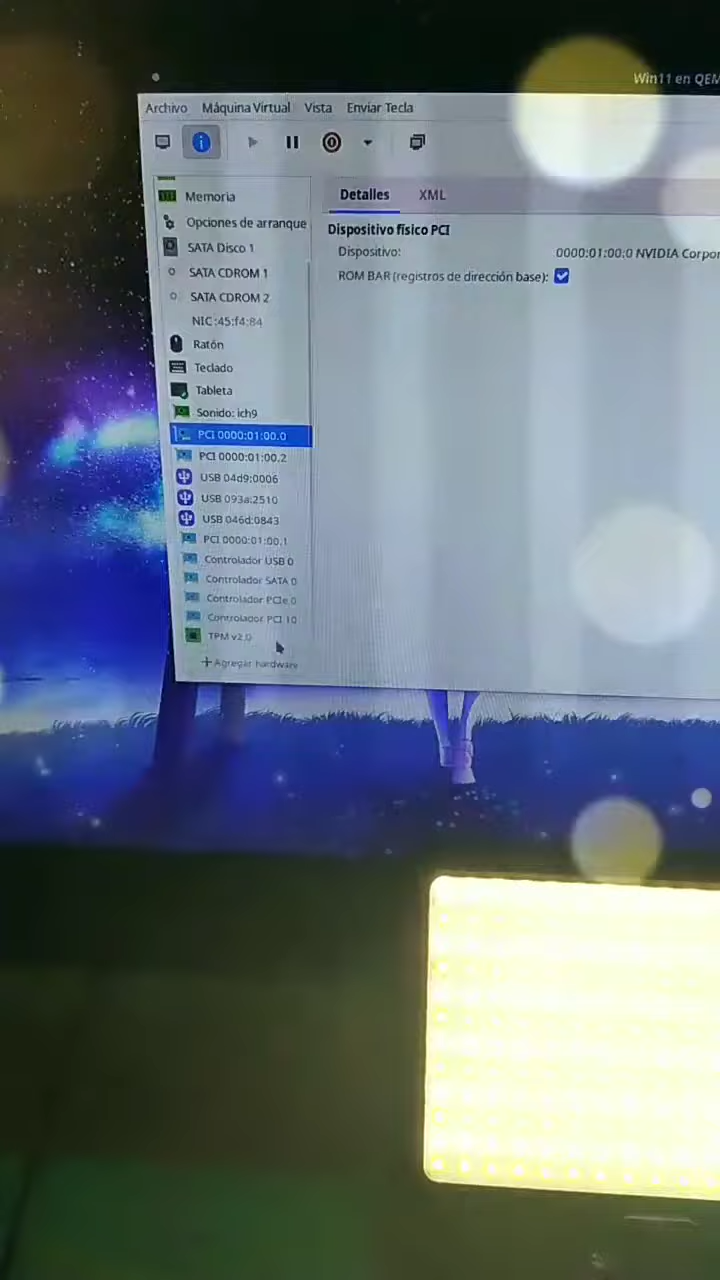 Win11 en QEM
Archivo Máquina Virtual Vista Enviar Tecla
Memoria
Opciones de arranque
SATA Disco 1
SATA CDROM 1
SATA CDROM 2
NIC :45:f4:84
Ratón
Teclado
Tableta
Sonido: ich9
PCI 0000:01:00.0
PCI 0000:01:00.2
USB 04d9:0006
USB 093a:2510
USB 046d:0843
PCI 0000:01:00.1
Controlador USB 0
Controlador SATA 0
Controlador PCIe 0
Controlador PCI 10
TPM v2.0
Agregar hardware
Detalles XML
Dispositivo físico PCI
Dispositivo: 0000:01:00:0 NVIDIA Corpor
ROM BAR (registros de dirección base):